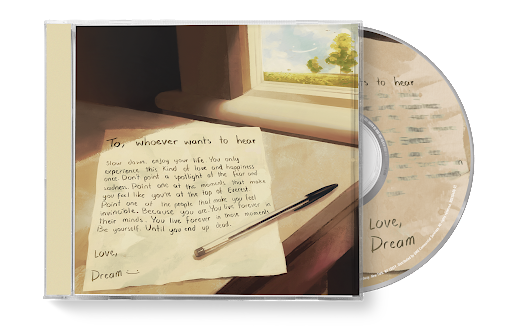 To, whoever wants to hear
Slow down, enjoy your life. You only
experience this kind of love and happiness
once. Don't point a spotlight at the fear and
sadness. Point one at the moments that make
you feel like you're at the top of Everest.
Point one at the people that make you feel
invincible. Because you are. You live forever in
their minds. You live forever in those moments.
Be yourself. Until you end up dead.
Love,
Dream
ts to hear
Love,
Dream